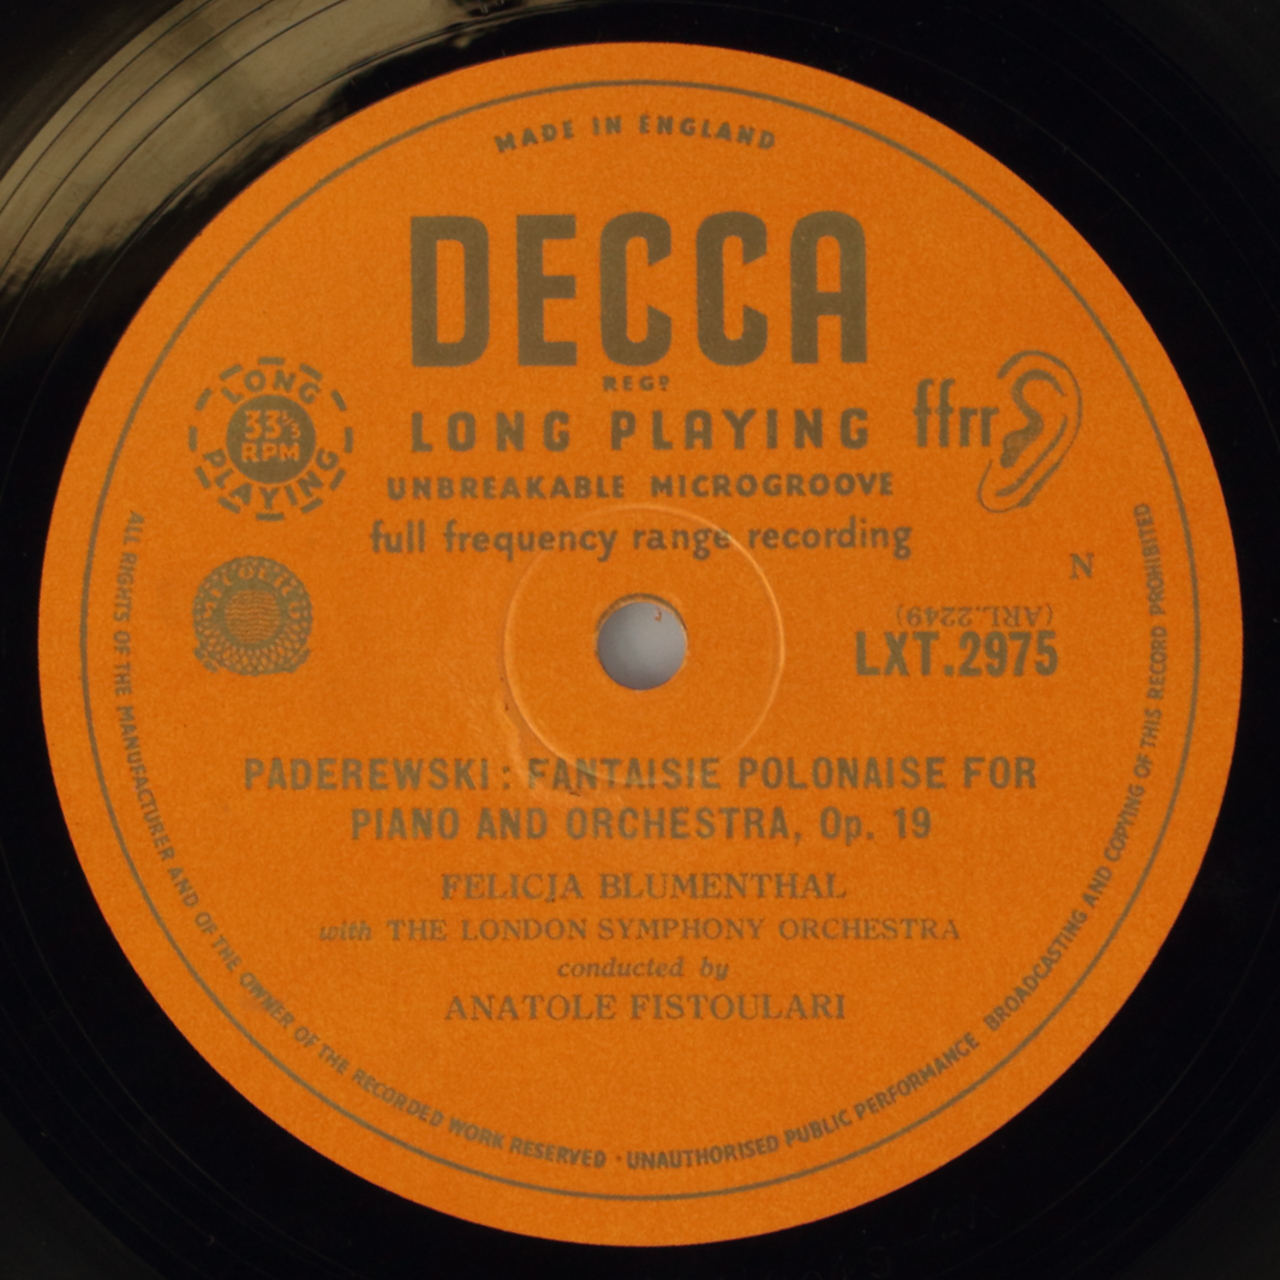 MADE IN ENGLAND
DECCA
REGD
LONG PLAYING
UNBREAKABLE MICROGROOVE
full frequency range recording
LONG
33⅓
RPM
PLAYING
ffrr
N
(ARL.2249)
LXT.2975
PADEREWSKI : FANTAISIE POLONAISE FOR
PIANO AND ORCHESTRA, Op. 19
FELICJA BLUMENTHAL
with THE LONDON SYMPHONY ORCHESTRA
conducted by
ANATOLE FISTOULARI
ALL RIGHTS OF THE MANUFACTURER AND OF THE OWNER OF THE RECORDED WORK RESERVED · UNAUTHORISED PUBLIC PERFORMANCE BROADCASTING AND COPYING OF THIS RECORD PROHIBITED